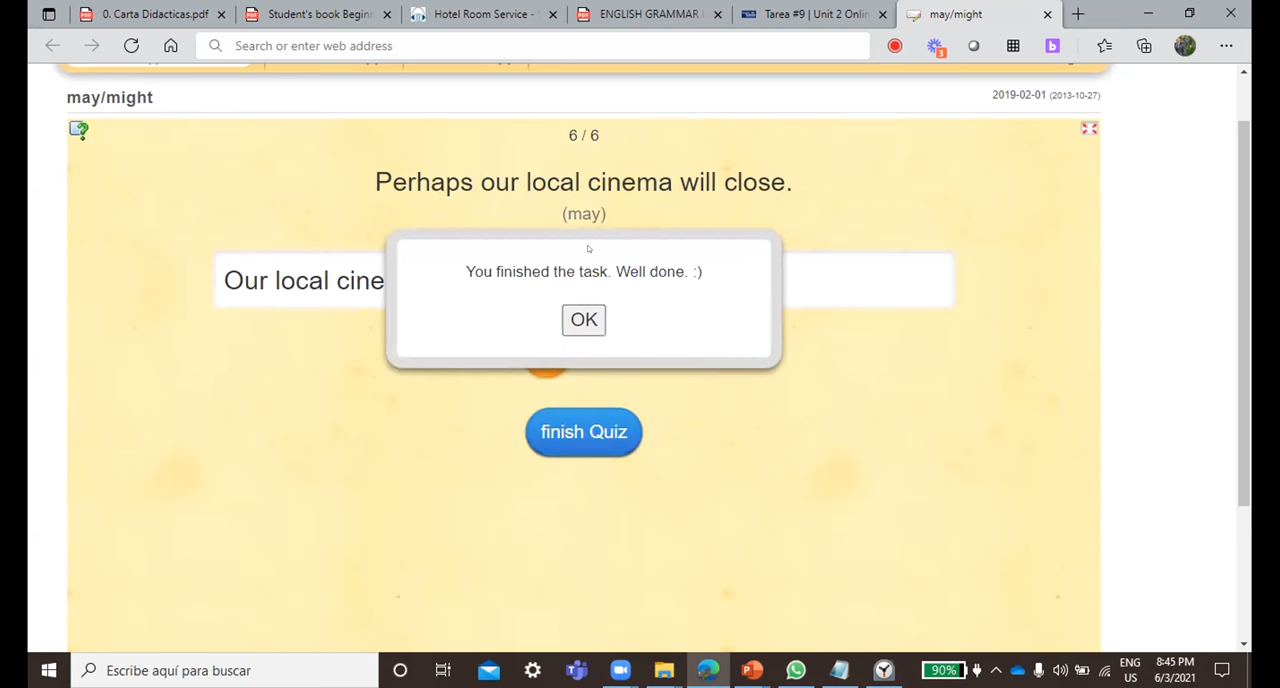 0. Carta Didacticas.pdf
Student's book Beginn
Hotel Room Service -
ENGLISH GRAMMAR
Tarea #9 | Unit 2 Onlin
may/might
Search or enter web address
3
b
may/might
2019-02-01 (2013-10-27)
6 / 6
Perhaps our local cinema will close.
(may)
Our local cine
You finished the task. Well done. :)
OK
finish Quiz
Escribe aquí para buscar
90%
ENG
US
8:45 PM
6/3/2021